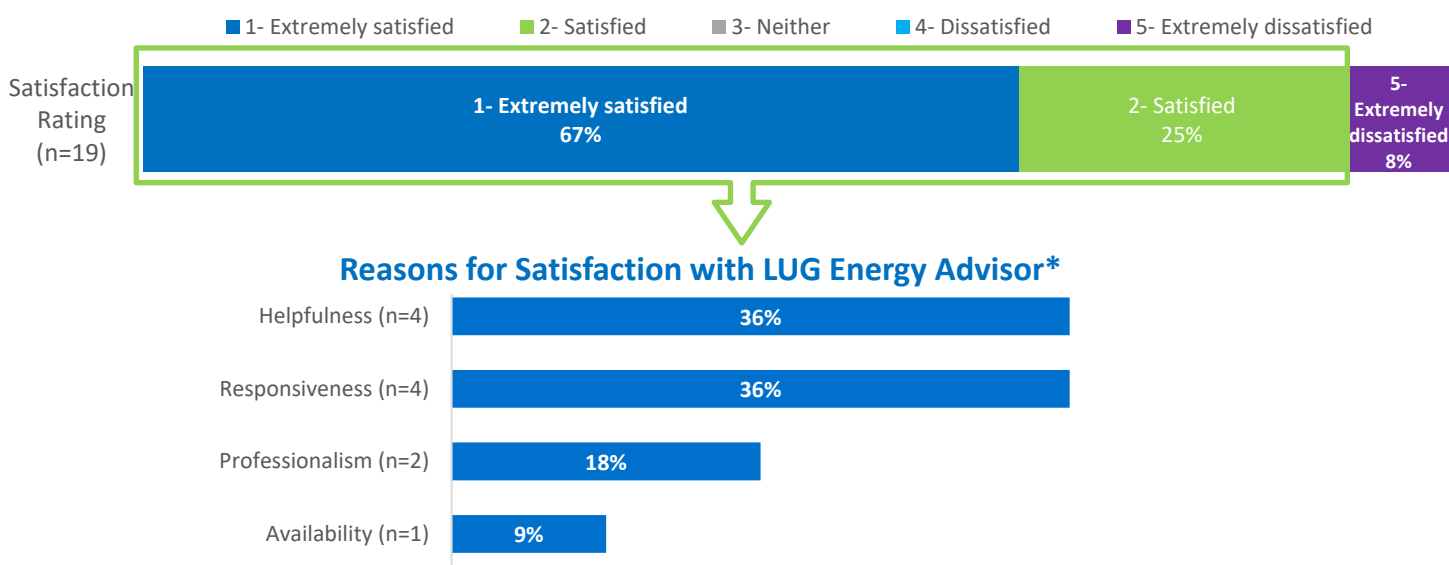 1- Extremely satisfied 2- Satisfied 3- Neither 4- Dissatisfied 5- Extremely dissatisfied
Satisfaction
Rating
(n=19)
1- Extremely satisfied
67%
2- Satisfied
25%
5-
Extremely
dissatisfied
8%
Reasons for Satisfaction with LUG Energy Advisor*
Helpfulness (n=4) 36%
Responsiveness (n=4) 36%
Professionalism (n=2) 18%
Availability (n=1) 9%